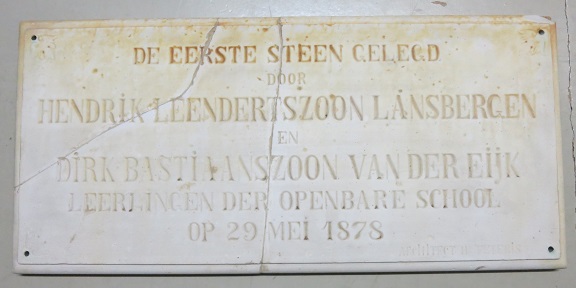 DE EERSTE STEEN GELEGD
DOOR
HENDRIK LEENDERTSZOON LANSBERGEN
EN
DIRK BASTIAANSZOON VAN DER EIJK
LEERLINGEN DER OPENBARE SCHOOL
OP 29 MEI 1878
architect